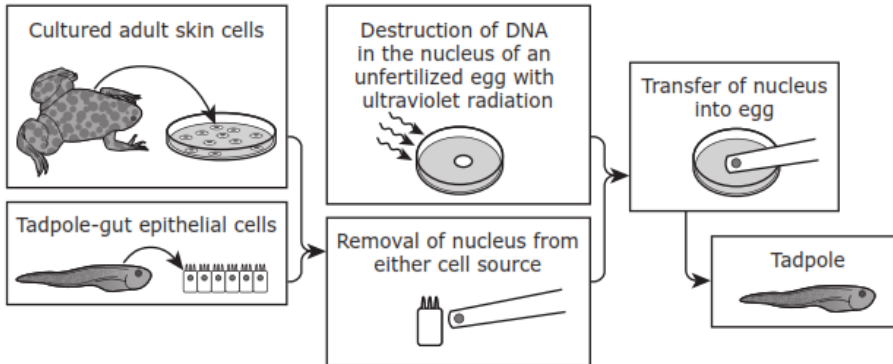 Cultured adult skin cells
Tadpole-gut epithelial cells
Destruction of DNA
in the nucleus of an
unfertilized egg with
ultraviolet radiation
Removal of nucleus from
either cell source
Transfer of nucleus
into egg
Tadpole